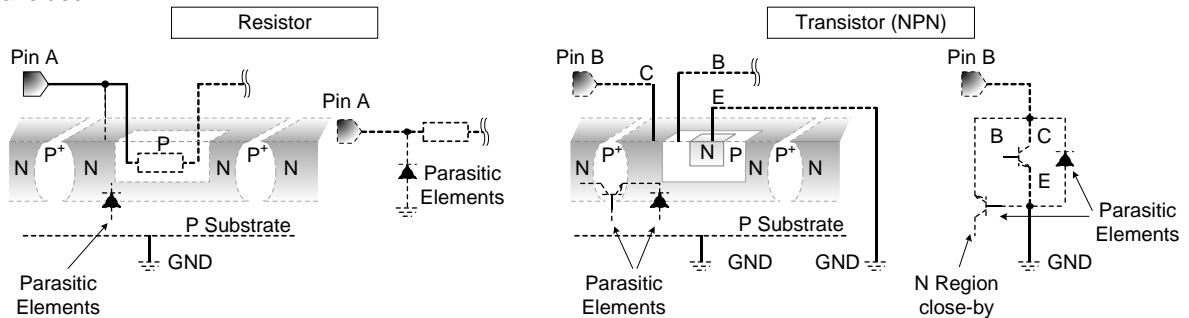 Resistor
Transistor (NPN)
Pin A
Pin A
P
N P+ N P+ N
N
Parasitic
Elements
P Substrate
GND
Parasitic
Elements
Pin B
C
B
E
N P+ N N P P+ N
N
P Substrate
GND
GND
Parasitic
Elements
Pin B
B C
E
Parasitic
Elements
GND
N Region
close-by